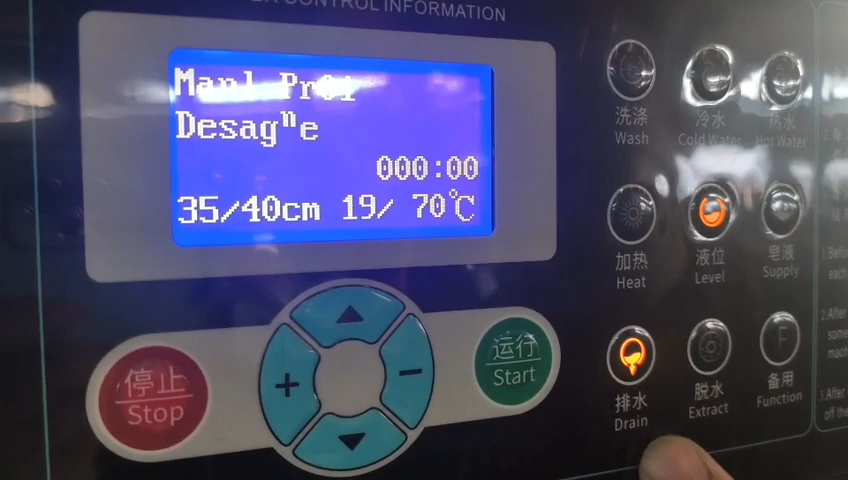 CONTROL INFORMATION
Manl Pr01
Desagⁿe
000:00
35/40cm 19/ 70℃
洗涤
Wash
冷水
Cold Water
热水
Hot Water
加热
Heat
液位
Level
皂液
Supply
排水
Drain
脱水
Extract
F
备用
Function
停止
Stop
+
−
运行
Start